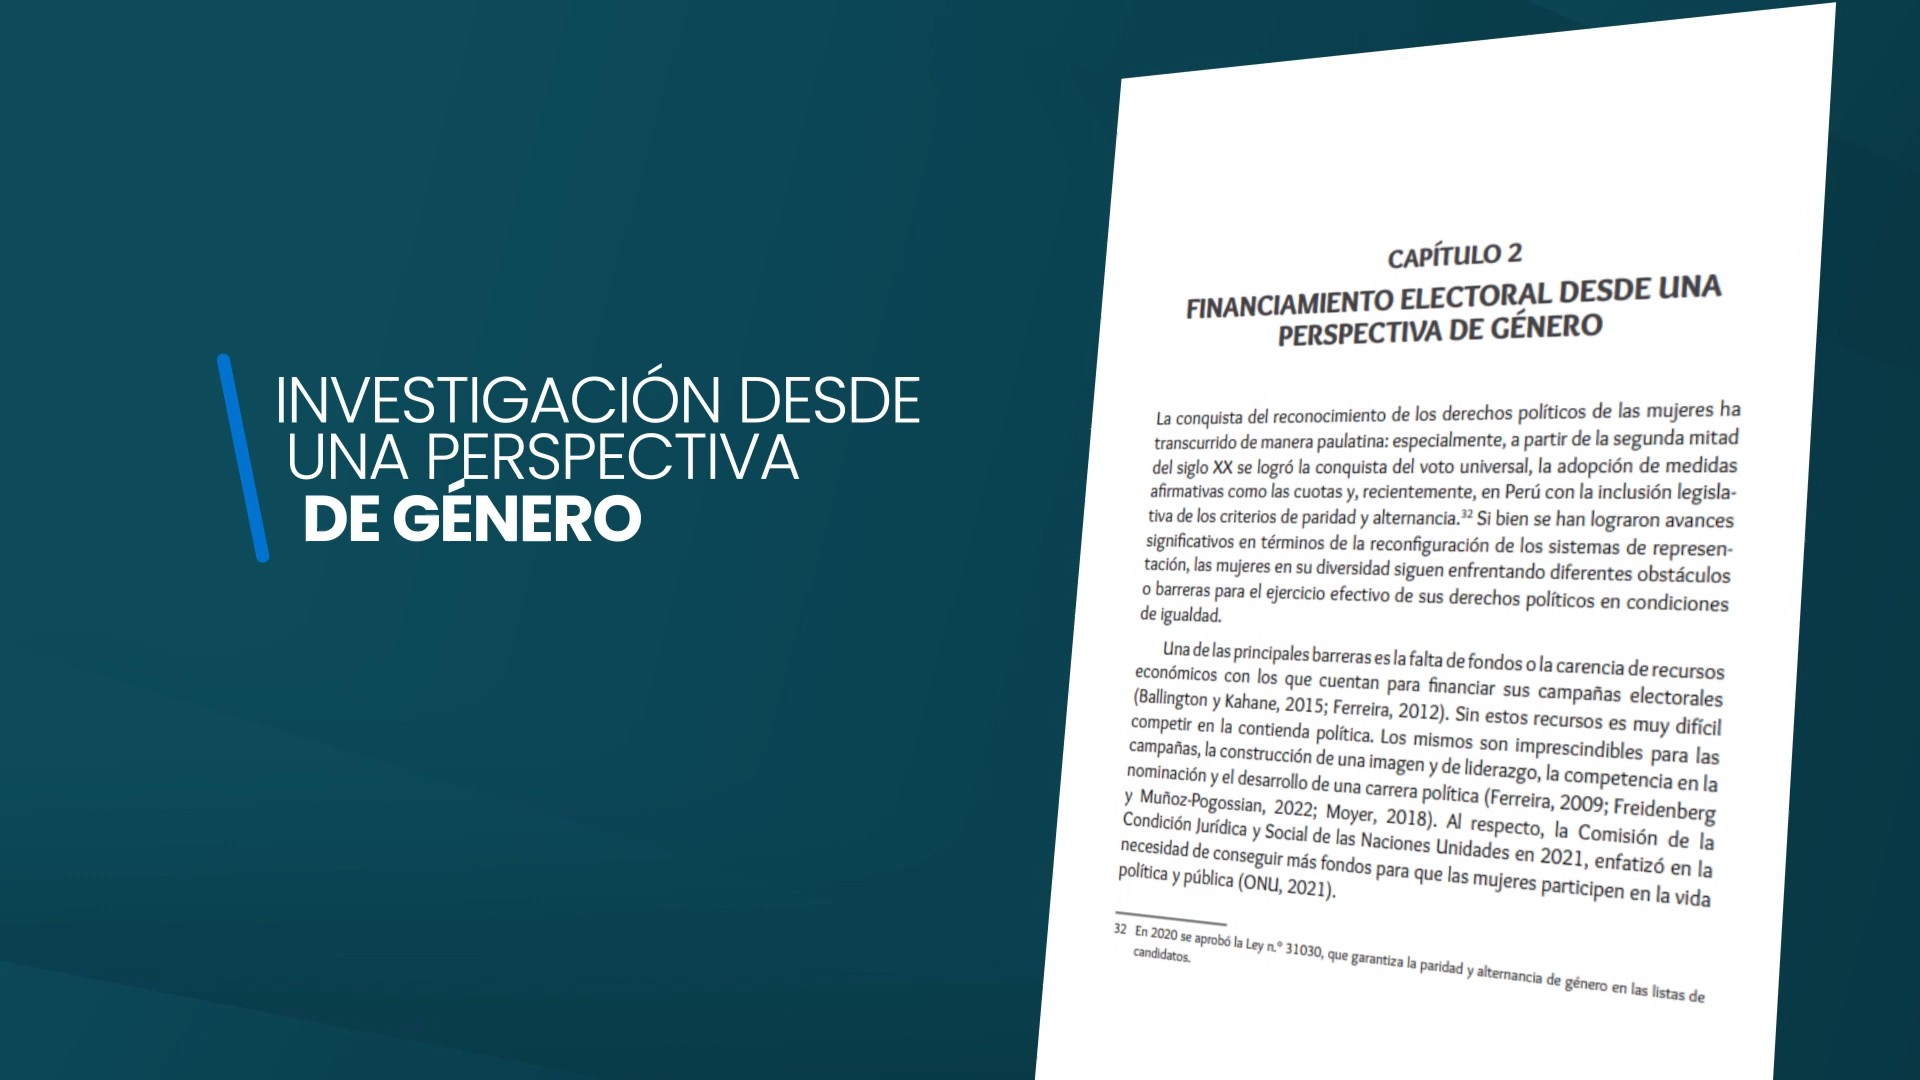 INVESTIGACIÓN DESDE
UNA PERSPECTIVA
DE GÉNERO
CAPÍTULO 2
FINANCIAMIENTO ELECTORAL DESDE UNA
PERSPECTIVA DE GÉNERO
La conquista del reconocimiento de los derechos políticos de las mujeres ha
transcurrido de manera paulatina: especialmente, a partir de la segunda mitad
del siglo XX se logró la conquista del voto universal, la adopción de medidas
afirmativas como las cuotas y, recientemente, en Perú con la inclusión legisla-
tiva de los criterios de paridad y alternancia.³² Si bien se han lograron avances
significativos en términos de la reconfiguración de los sistemas de represen-
tación, las mujeres en su diversidad siguen enfrentando diferentes obstáculos
o barreras para el ejercicio efectivo de sus derechos políticos en condiciones
de igualdad.
Una de las principales barreras es la falta de fondos o la carencia de recursos
económicos con los que cuentan para financiar sus campañas electorales
(Ballington y Kahane, 2015; Ferreira, 2012). Sin estos recursos es muy difícil
competir en la contienda política. Los mismos son imprescindibles para las
campañas, la construcción de una imagen y de liderazgo, la competencia en la
nominación y el desarrollo de una carrera política (Ferreira, 2009; Freidenberg
y Muñoz-Pogossian, 2022; Moyer, 2018). Al respecto, la Comisión de la
Condición Jurídica y Social de las Naciones Unidades en 2021, enfatizó en la
necesidad de conseguir más fondos para que las mujeres participen en la vida
política y pública (ONU, 2021).
32 En 2020 se aprobó la Ley n.º 31030, que garantiza la paridad y alternancia de género en las listas de
candidatos.